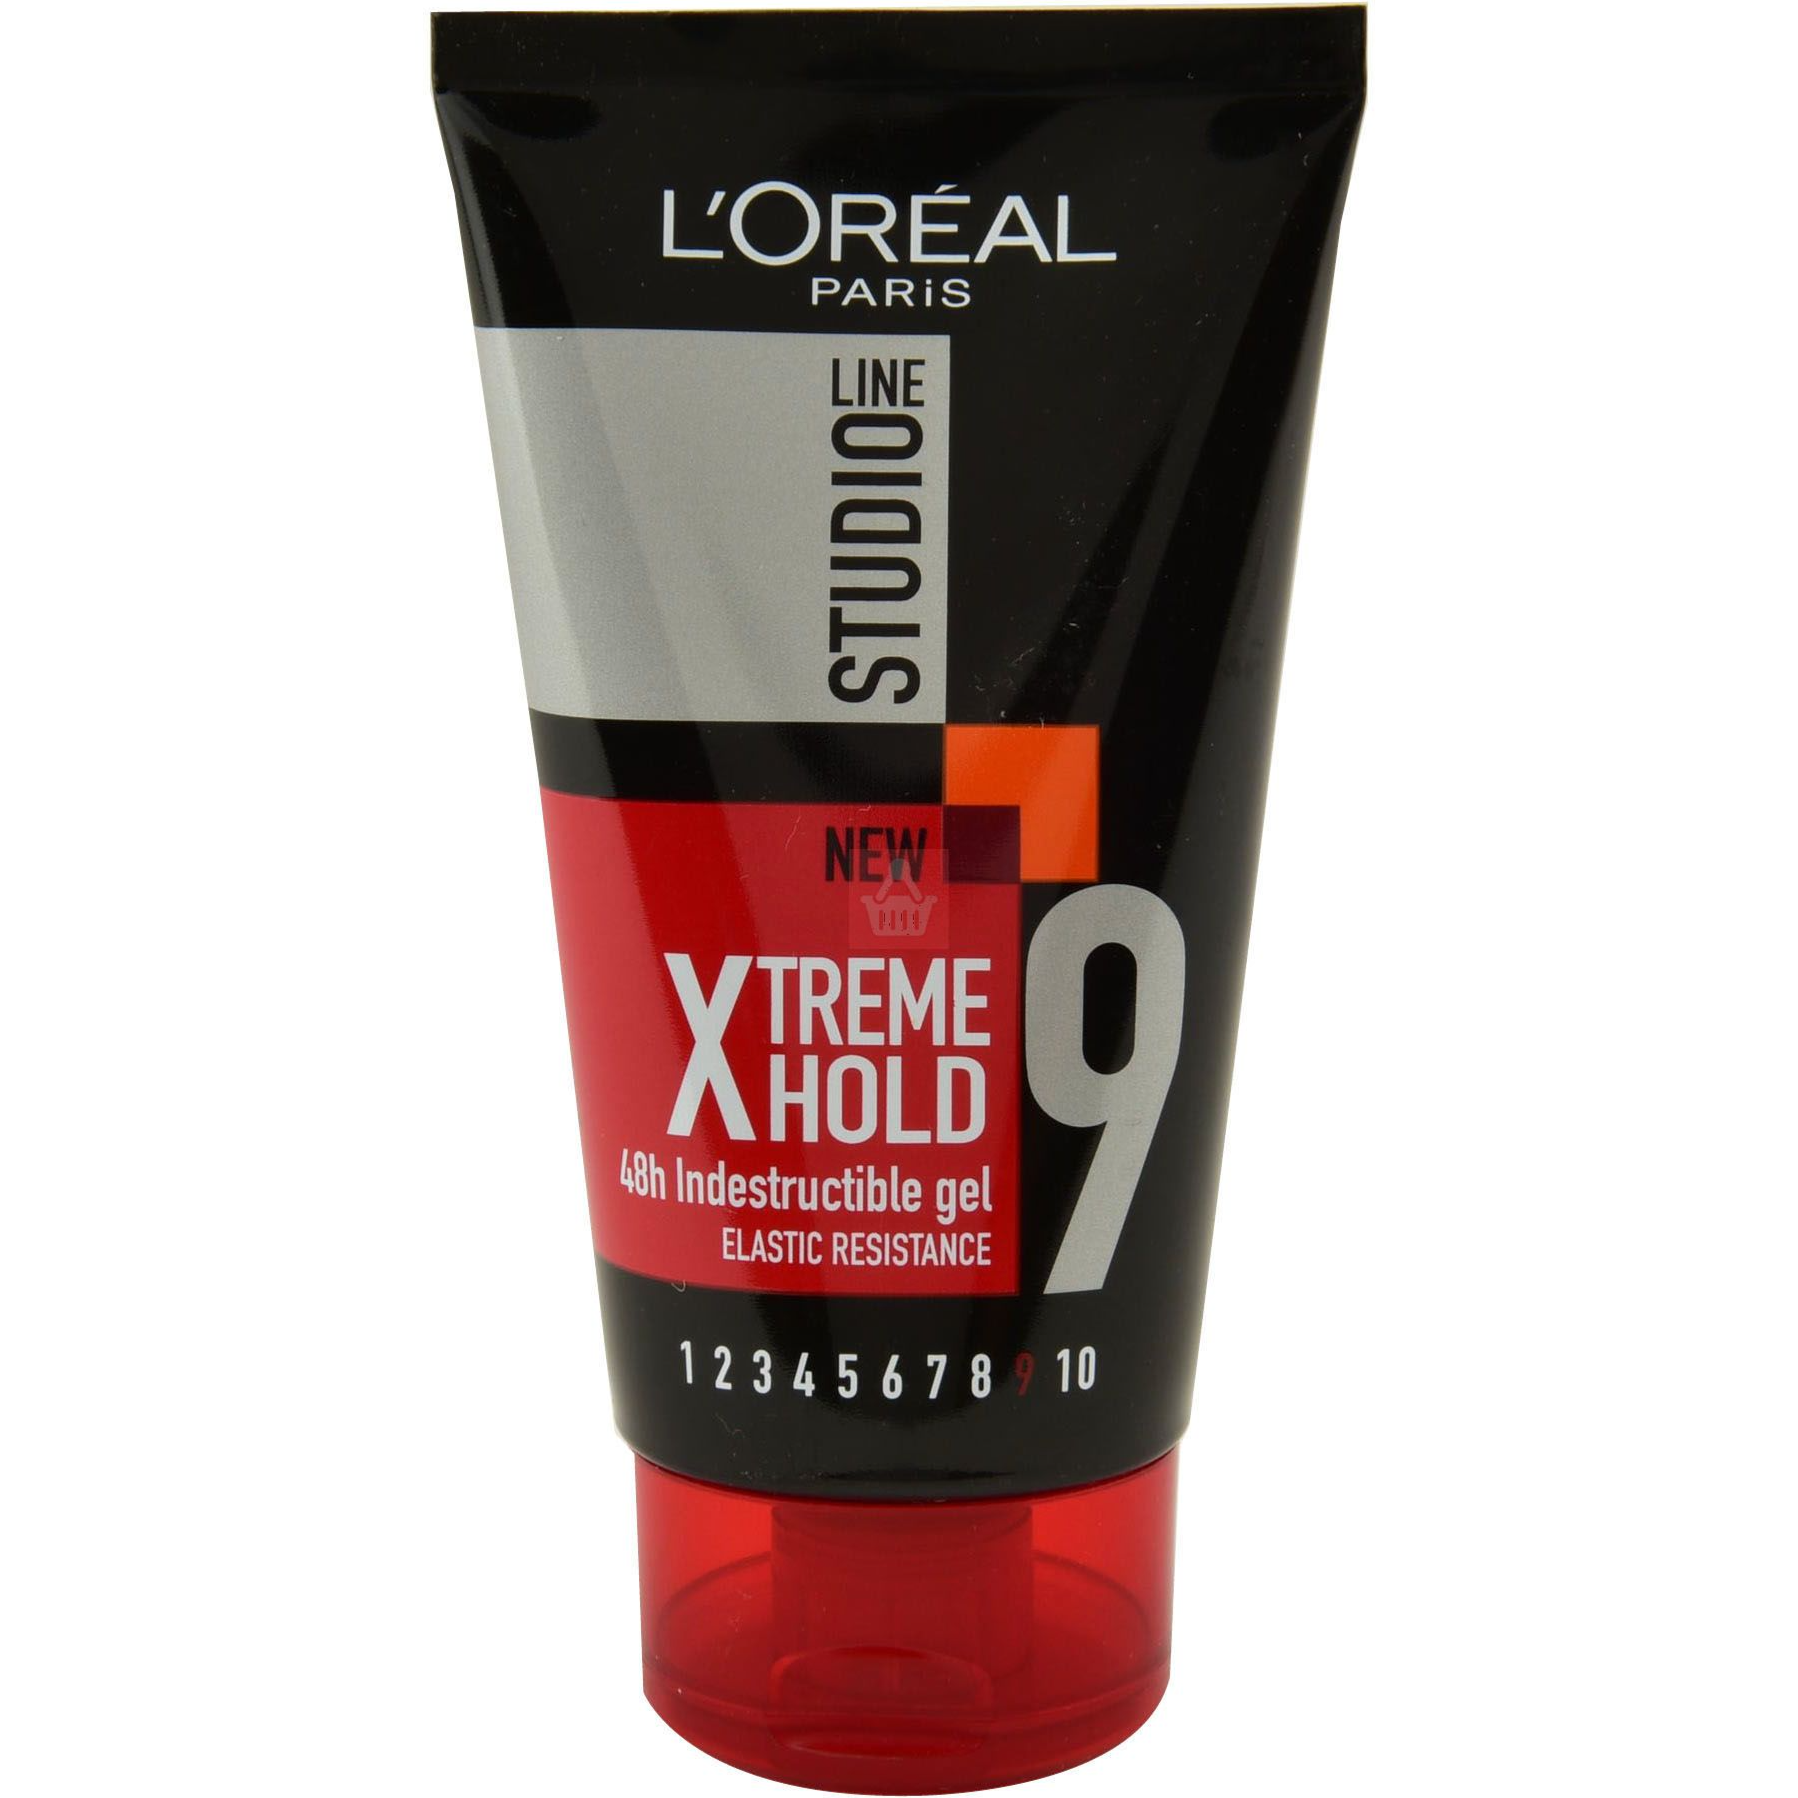 L'ORÉAL
PARiS
STUDIO
LINE
NEW
XTREME
HOLD
9
48h Indestructible gel
ELASTIC RESISTANCE
1 2 3 4 5 6 7 8 9 10